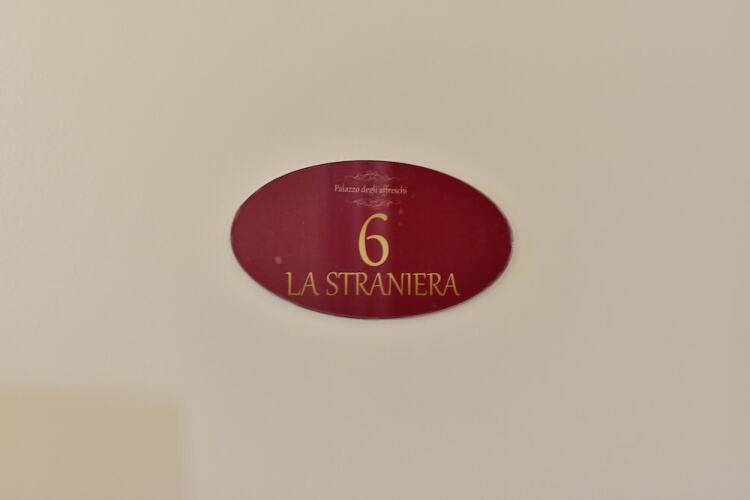 Palazzo degli affreschi
6
LA STRANIERA